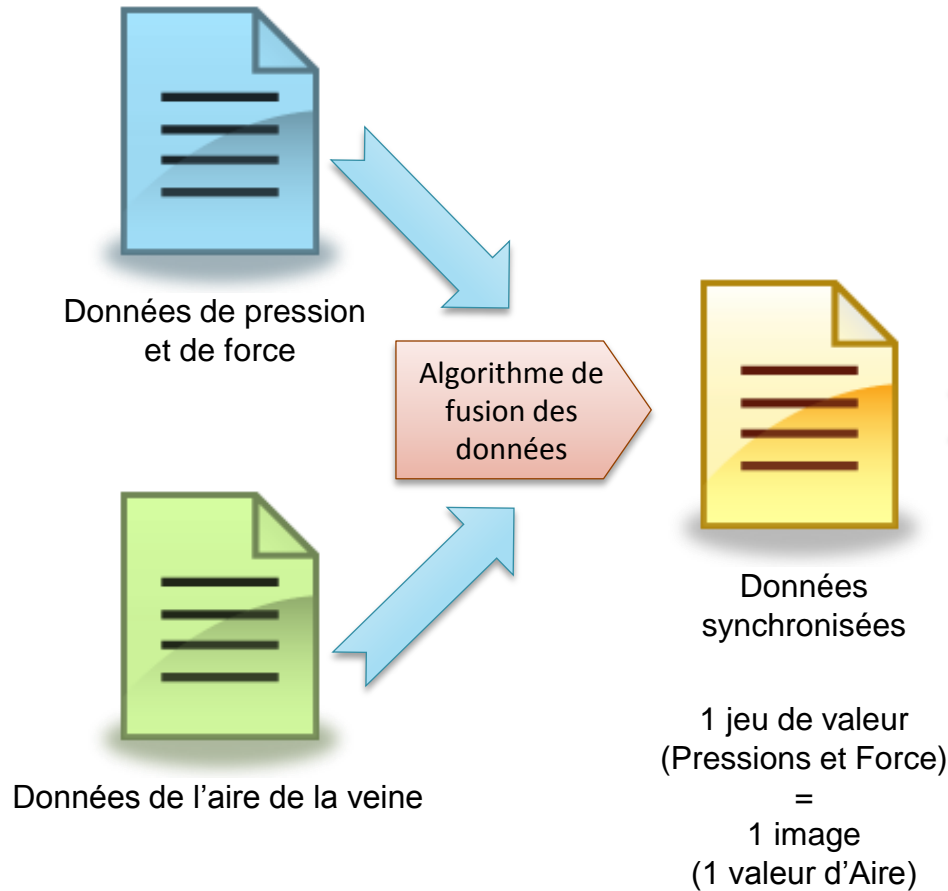 Données de pression
et de force
Algorithme de
fusion des
données
Données de l’aire de la veine
Données
synchronisées
1 jeu de valeur
(Pressions et Force)
=
1 image
(1 valeur d’Aire)